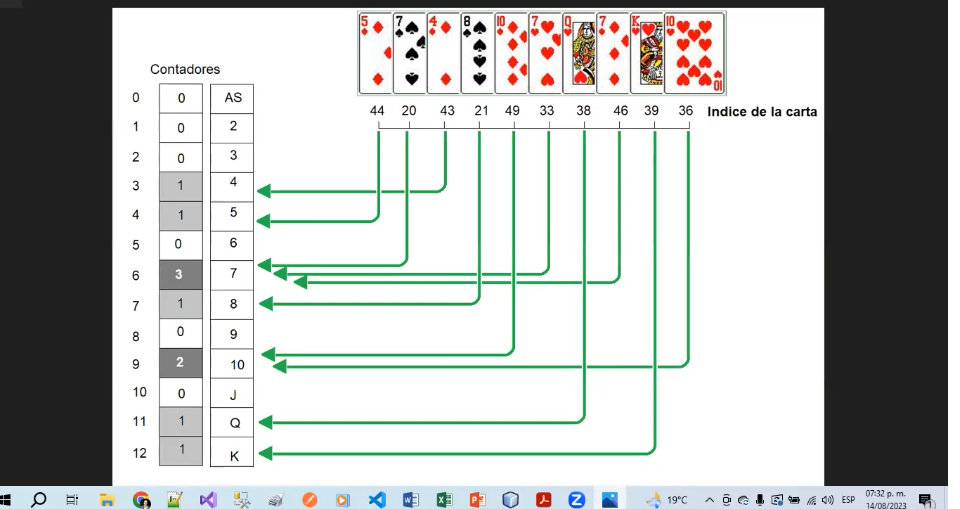 5 7 4 8 10 7 Q 7 K 10
10
Contadores
44 20 43 21 49 33 38 46 39 36 Indice de la carta
0 0 AS
1 0 2
2 0 3
3 1 4
4 1 5
5 0 6
6 3 7
7 1 8
8 0 9
9 2 10
10 0 J
11 1 Q
12 1 K
19°C ESP 07:32 p. m.
14/08/2023